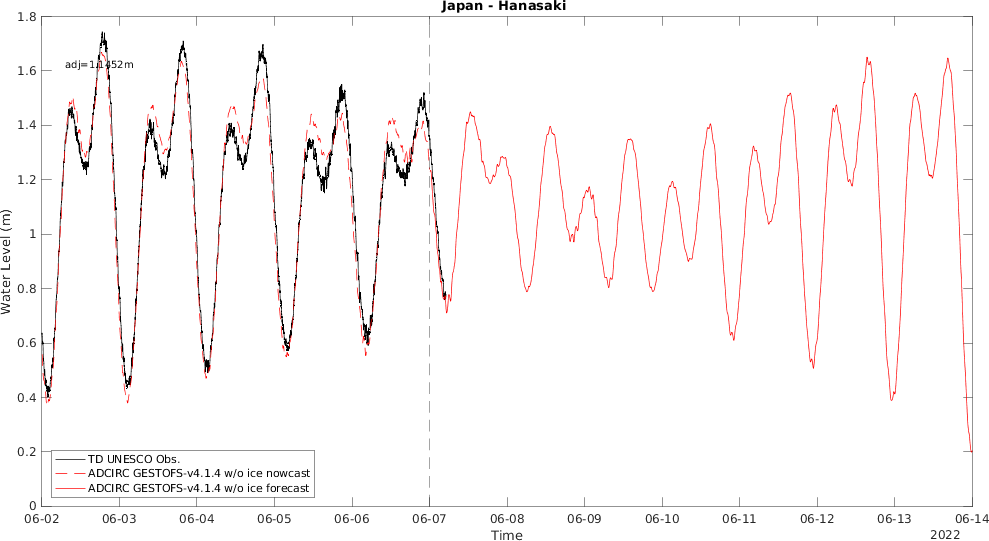 Japan - Hanasaki
1.8
1.6
1.4
1.2
1
0.8
0.6
0.4
0.2
0
Water Level (m)
adj=1.1452m
TD UNESCO Obs.
ADCIRC GESTOFS-v4.1.4 w/o ice nowcast
ADCIRC GESTOFS-v4.1.4 w/o ice forecast
06-02 06-03 06-04 06-05 06-06 06-07 06-08 06-09 06-10 06-11 06-12 06-13 06-14
Time
2022